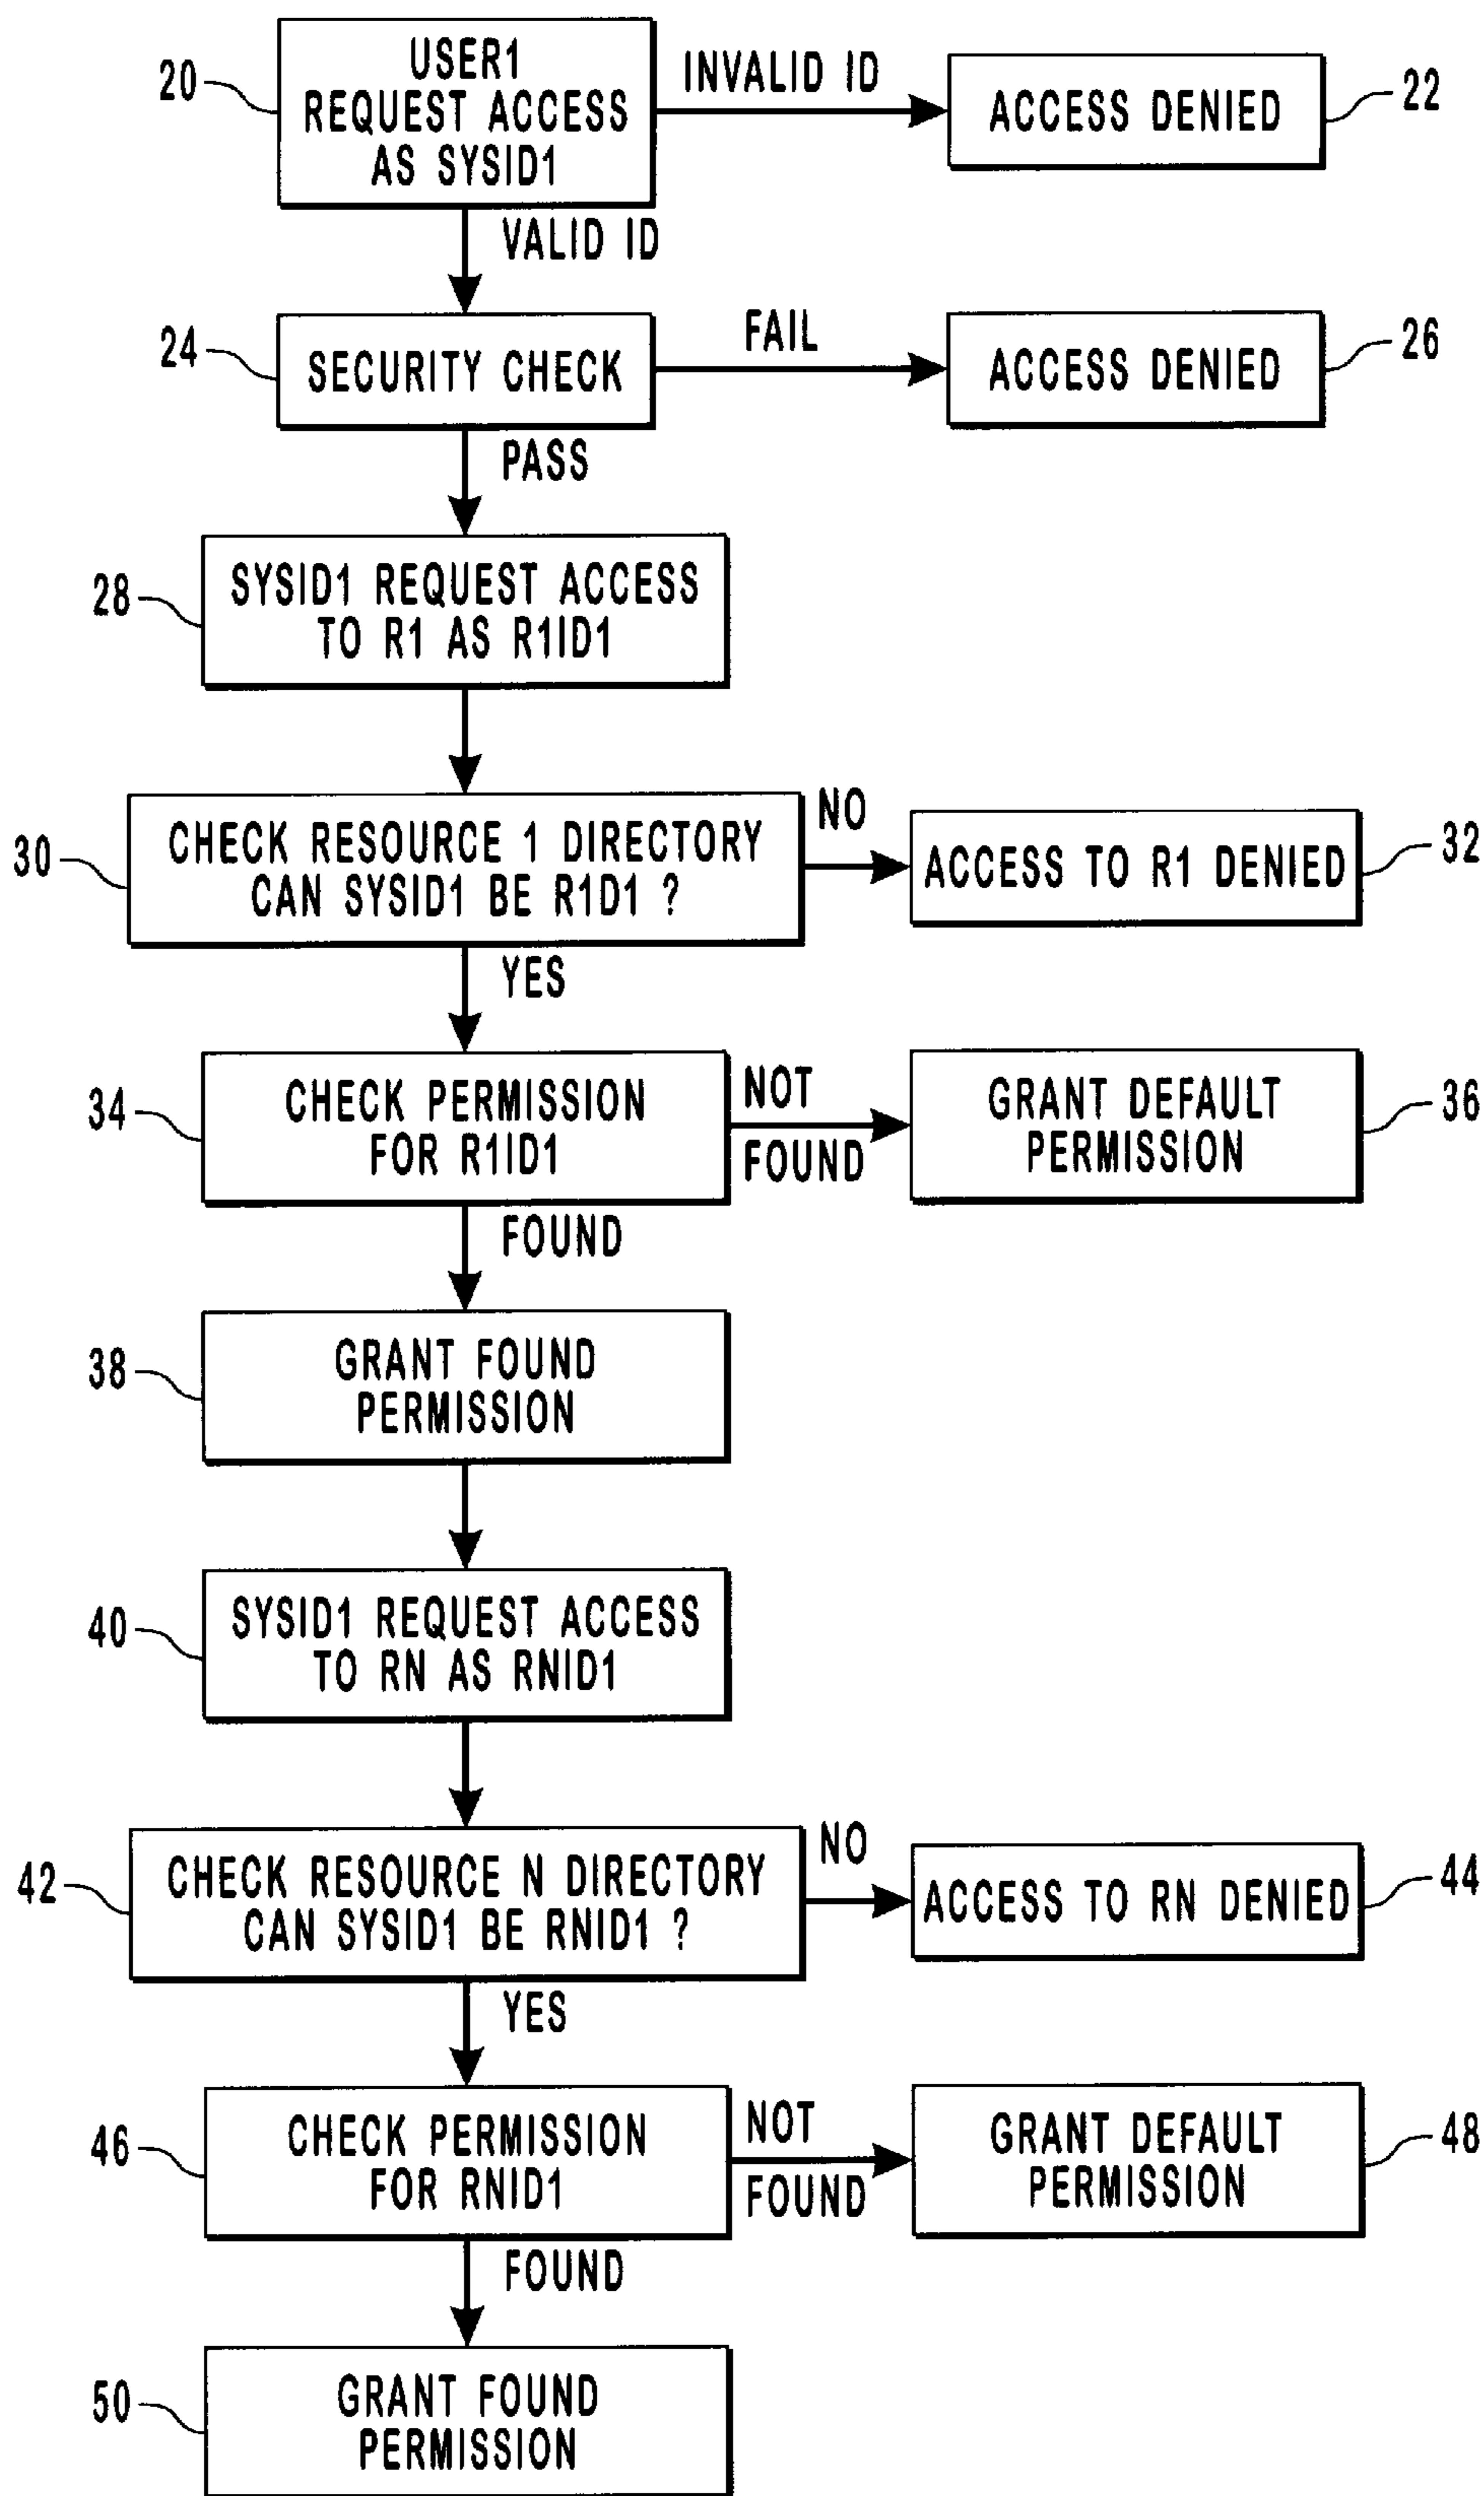 20
USER1
REQUEST ACCESS
AS SYSID1
INVALID ID
ACCESS DENIED
22
VALID ID
24
SECURITY CHECK
FAIL
ACCESS DENIED
26
PASS
28
SYSID1 REQUEST ACCESS
TO R1 AS R1ID1
30
CHECK RESOURCE 1 DIRECTORY
CAN SYSID1 BE R1D1 ?
NO
ACCESS TO R1 DENIED
32
YES
34
CHECK PERMISSION
FOR R1ID1
NOT
FOUND
GRANT DEFAULT
PERMISSION
36
FOUND
38
GRANT FOUND
PERMISSION
40
SYSID1 REQUEST ACCESS
TO RN AS RNID1
42
CHECK RESOURCE N DIRECTORY
CAN SYSID1 BE RNID1 ?
NO
ACCESS TO RN DENIED
44
YES
46
CHECK PERMISSION
FOR RNID1
NOT
FOUND
GRANT DEFAULT
PERMISSION
48
FOUND
50
GRANT FOUND
PERMISSION